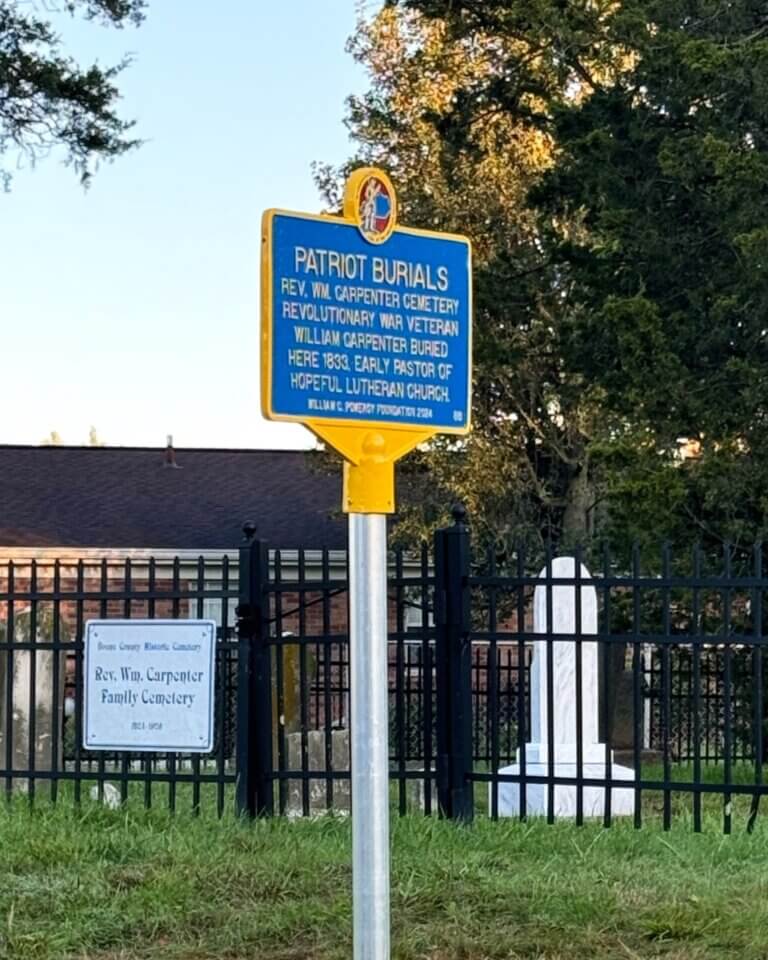 PATRIOT BURIALS
REV. WM. CARPENTER CEMETERY
REVOLUTIONARY WAR VETERAN
WILLIAM CARPENTER BURIED
HERE 1833. EARLY PASTOR OF
HOPEFUL LUTHERAN CHURCH.
WILLIAM G. POMEROY FOUNDATION 2024
Boone County Historic Cemetery
Rev. Wm. Carpenter
Family Cemetery